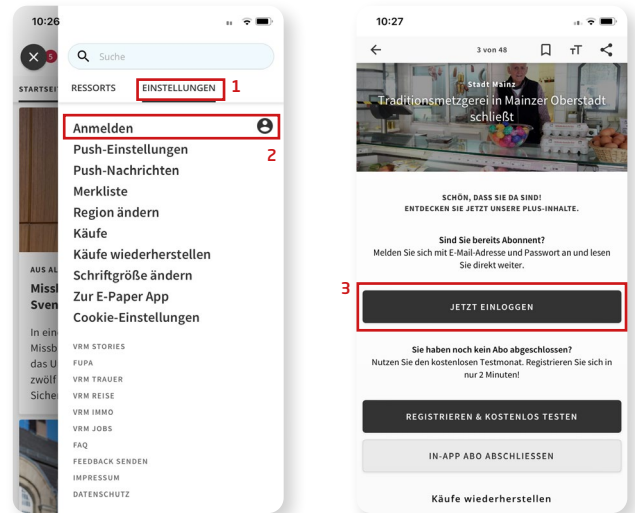 10:26
5
Suche
STARTSEI
RESSORTS
EINSTELLUNGEN
1
Anmelden
2
Push-Einstellungen
Push-Nachrichten
Merkliste
Region ändern
Käufe
Käufe wiederherstellen
Schriftgröße ändern
Zur E-Paper App
Cookie-Einstellungen
VRM STORIES
FUPA
VRM TRAUER
VRM REISE
VRM IMMO
VRM JOBS
FAQ
FEEDBACK SENDEN
IMPRESSUM
DATENSCHUTZ
AUS AL
Missl
Sven
In ein
Missb
das U
zwölf
Siche
10:27
3 von 48
тT
Stadt Mainz
Traditionsmetzgerei in Mainzer Oberstadt
schließt
SCHÖN, DASS SIE DA SIND!
ENTDECKEN SIE JETZT UNSERE PLUS-INHALTE.
Sind Sie bereits Abonnent?
Melden Sie sich mit E-Mail-Adresse und Passwort an und lesen
Sie direkt weiter.
3
JETZT EINLOGGEN
Sie haben noch kein Abo abgeschlossen?
Nutzen Sie den kostenlosen Testmonat. Registrieren Sie sich in
nur 2 Minuten!
REGISTRIEREN & KOSTENLOS TESTEN
IN-APP ABO ABSCHLIESSEN
Käufe wiederherstellen